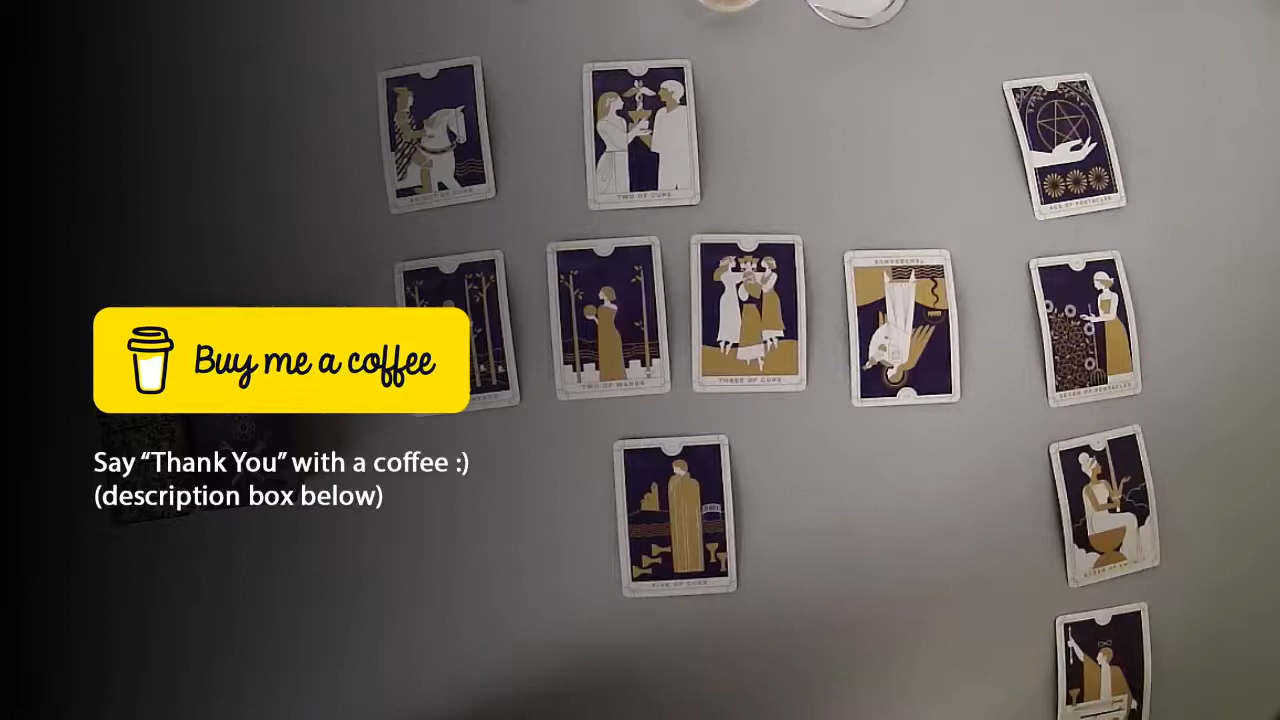 KNIGHT OF CUPS
TWO OF CUPS
ACE OF PENTACLES
TEMPERANCE
TWO OF WANDS
THREE OF CUPS
SEVEN OF PENTACLES
Buy me a coffee
Say “Thank You” with a coffee :)
(description box below)
FIVE OF CUPS